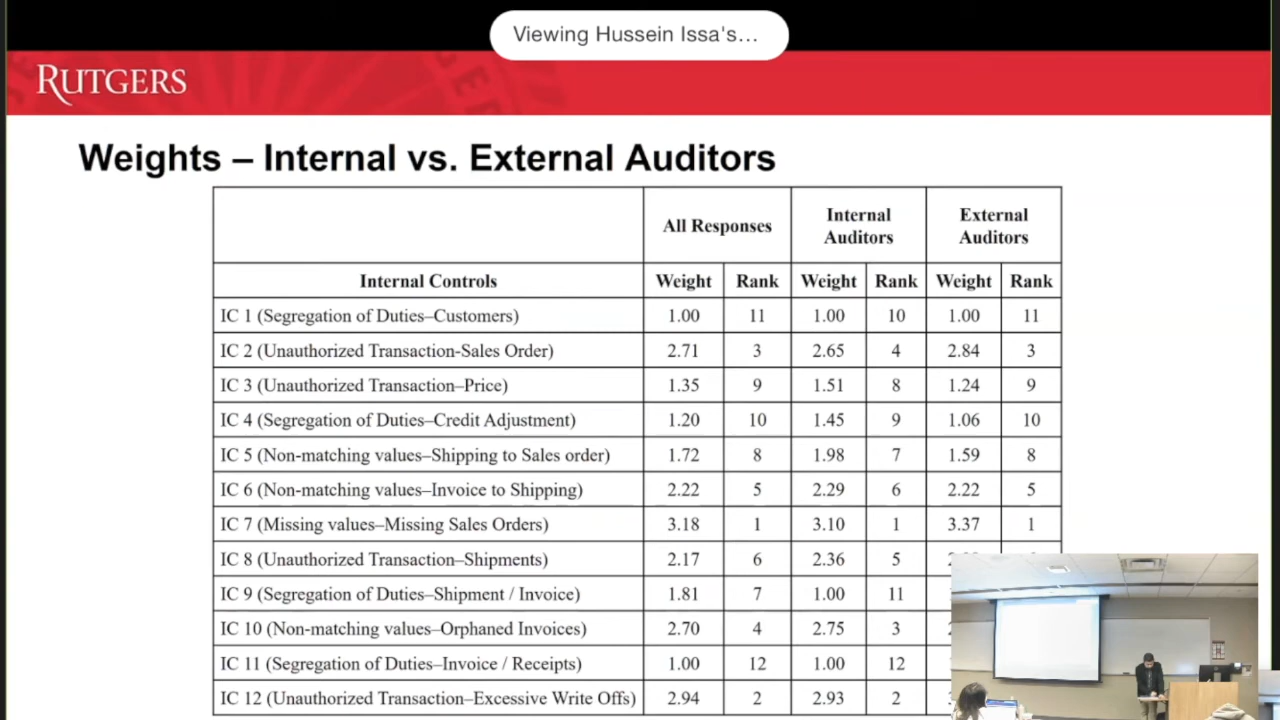 Viewing Hussein Issa's…
RUTGERS
Weights – Internal vs. External Auditors
All Responses Internal Auditors External Auditors
Internal Controls Weight Rank Weight Rank Weight Rank
IC 1 (Segregation of Duties–Customers) 1.00 11 1.00 10 1.00 11
IC 2 (Unauthorized Transaction-Sales Order) 2.71 3 2.65 4 2.84 3
IC 3 (Unauthorized Transaction–Price) 1.35 9 1.51 8 1.24 9
IC 4 (Segregation of Duties–Credit Adjustment) 1.20 10 1.45 9 1.06 10
IC 5 (Non-matching values–Shipping to Sales order) 1.72 8 1.98 7 1.59 8
IC 6 (Non-matching values–Invoice to Shipping) 2.22 5 2.29 6 2.22 5
IC 7 (Missing values–Missing Sales Orders) 3.18 1 3.10 1 3.37 1
IC 8 (Unauthorized Transaction–Shipments) 2.17 6 2.36 5
IC 9 (Segregation of Duties–Shipment / Invoice) 1.81 7 1.00 11
IC 10 (Non-matching values–Orphaned Invoices) 2.70 4 2.75 3
IC 11 (Segregation of Duties–Invoice / Receipts) 1.00 12 1.00 12
IC 12 (Unauthorized Transaction–Excessive Write Offs) 2.94 2 2.93 2